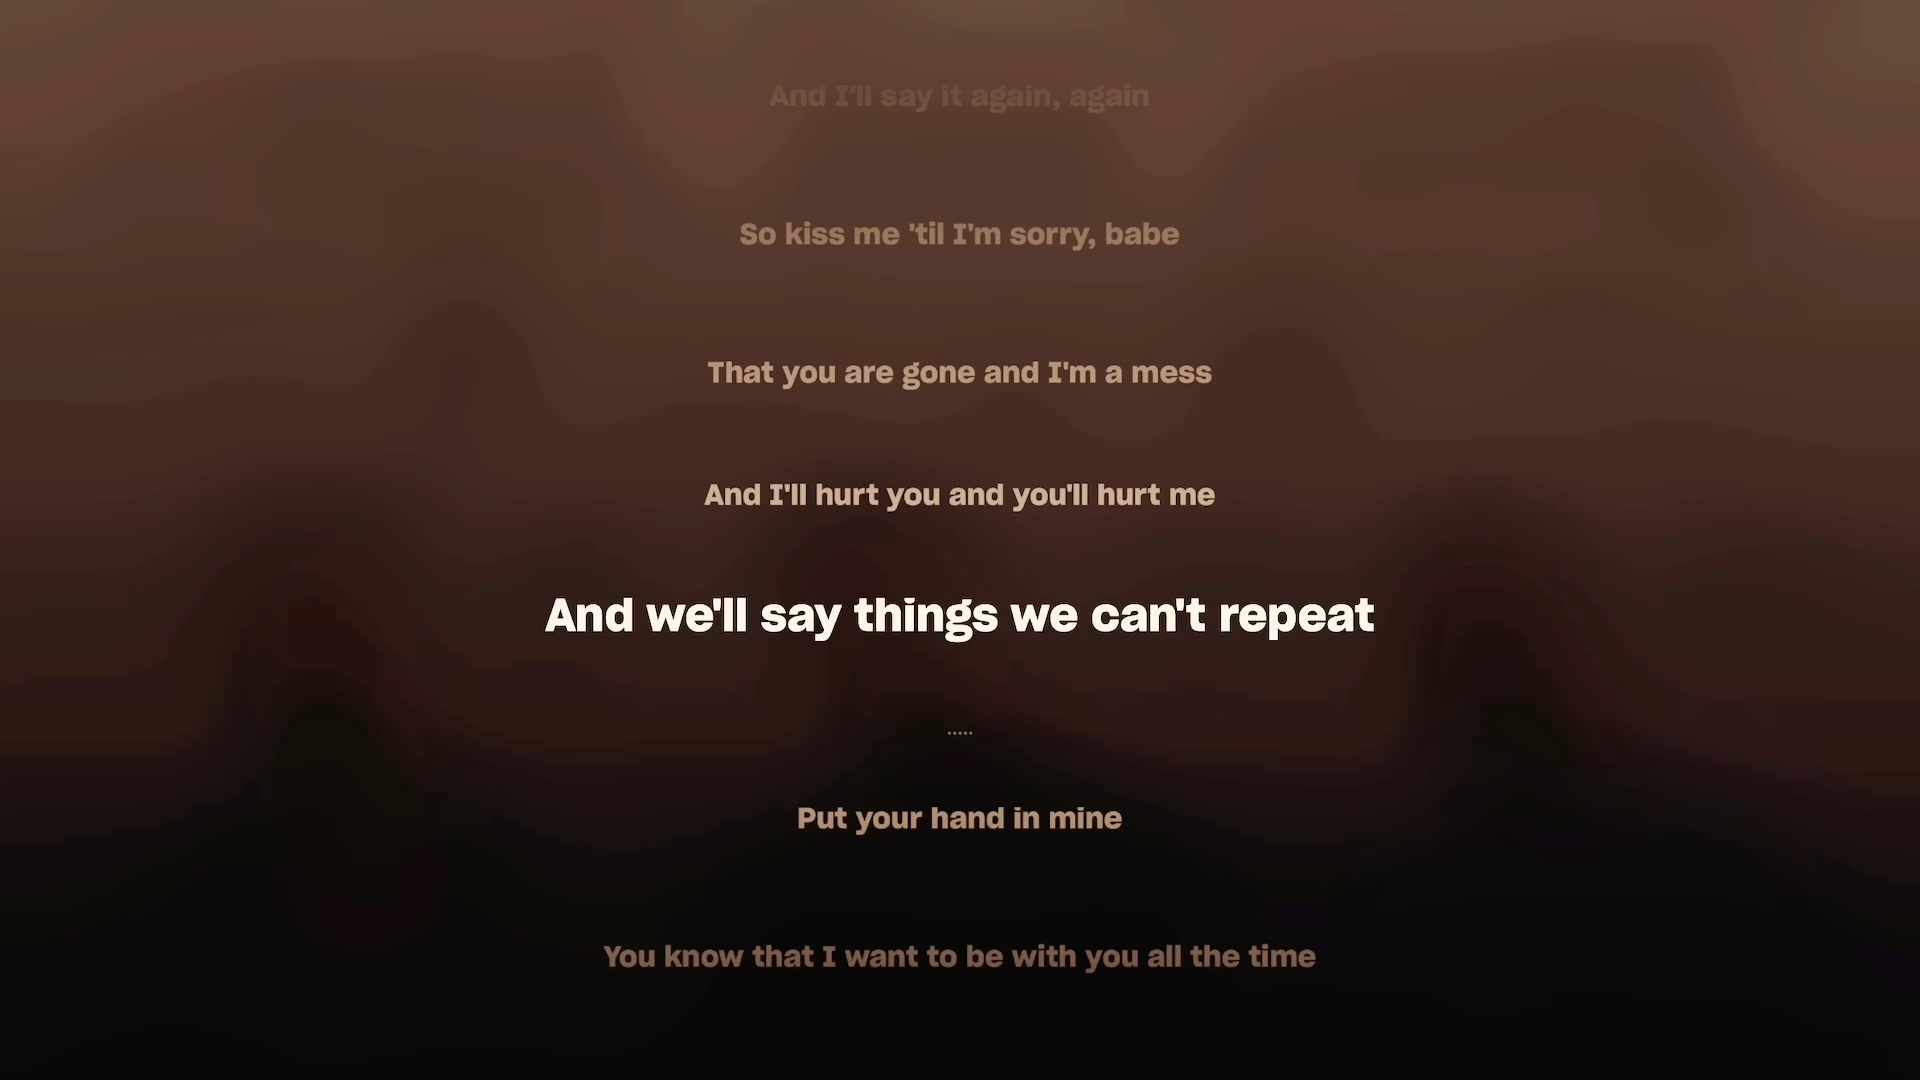 And I'll say it again, again
So kiss me 'til I'm sorry, babe
That you are gone and I'm a mess
And I'll hurt you and you'll hurt me
And we'll say things we can't repeat
.....
Put your hand in mine
You know that I want to be with you all the time